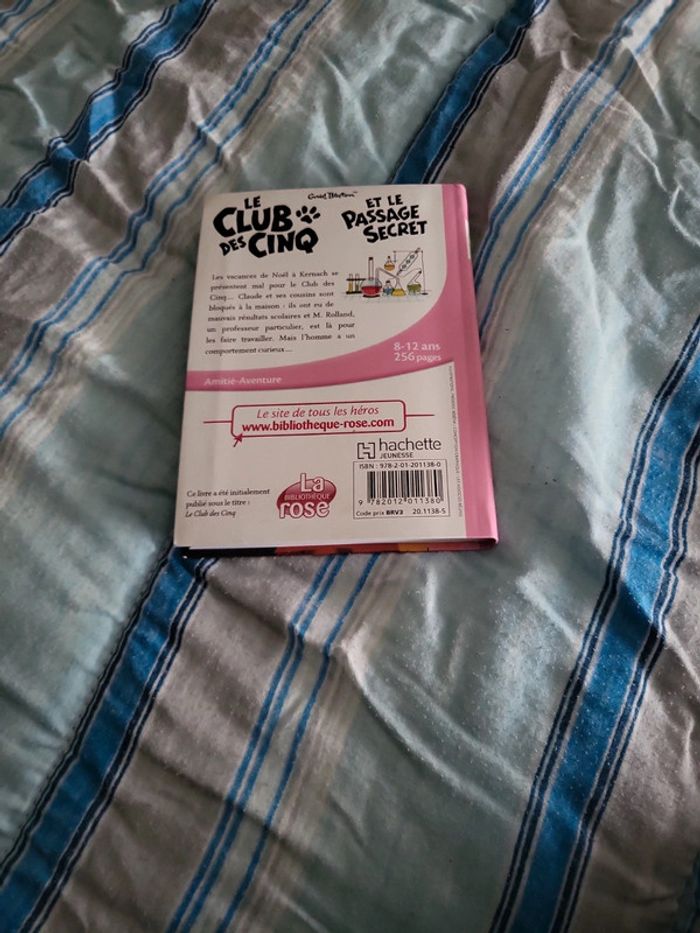 Enid Blyton™
LE CLUB DES CINQ
ET LE PASSAGE SECRET
Les vacances de Noël à Kernach se
présentent mal pour le Club des
Cinq... Claude et ses cousins sont
bloqués à la maison : ils ont eu de
mauvais résultats scolaires et M. Rolland,
un professeur particulier, est là pour
les faire travailler. Mais l'homme a un
comportement curieux...
8-12 ans
256 pages
Amitié-Aventure
Le site de tous les héros
www.bibliotheque-rose.com
hachette
JEUNESSE
ISBN : 978-2-01-201138-0
9 782012 011380
Code prix BRV3 20.1138-5
La
BIBLIOTHÈQUE
rose
Ce livre a été initialement
publié sous le titre :
Le Club des Cinq